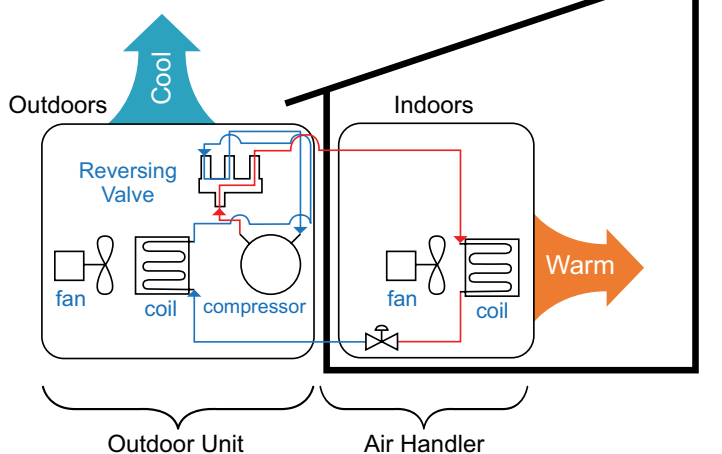 Cool
Outdoors
Indoors
Reversing
Valve
Warm
fan
coil
compressor
fan
coil
Outdoor Unit
Air Handler